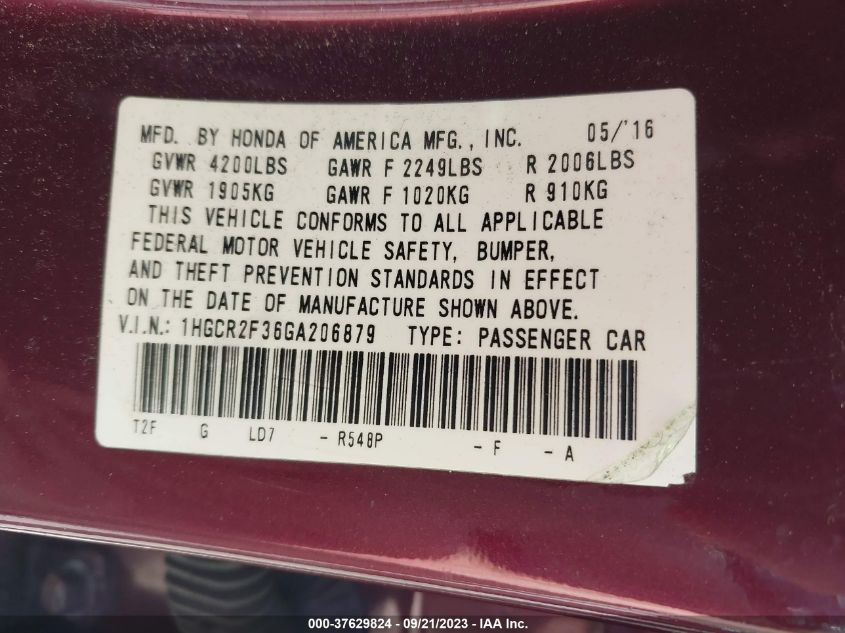 MFD. BY HONDA OF AMERICA MFG., INC. 05/'16
GVWR 4200LBS GAWR F 2249LBS R 2006LBS
GVWR 1905KG GAWR F 1020KG R 910KG
THIS VEHICLE CONFORMS TO ALL APPLICABLE
FEDERAL MOTOR VEHICLE SAFETY, BUMPER,
AND THEFT PREVENTION STANDARDS IN EFFECT
ON THE DATE OF MANUFACTURE SHOWN ABOVE.
V.I.N.: 1HGCR2F36GA206879 TYPE: PASSENGER CAR
T2F G LD7 - R548P - F - A
000-37629824 - 09/21/2023 - IAA Inc.